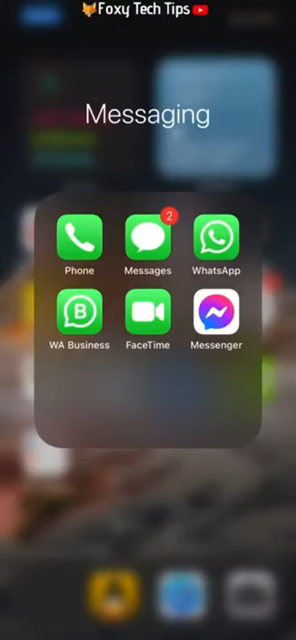 Foxy Tech Tips
Messaging
2
Phone
Messages
WhatsApp
B
WA Business
FaceTime
Messenger